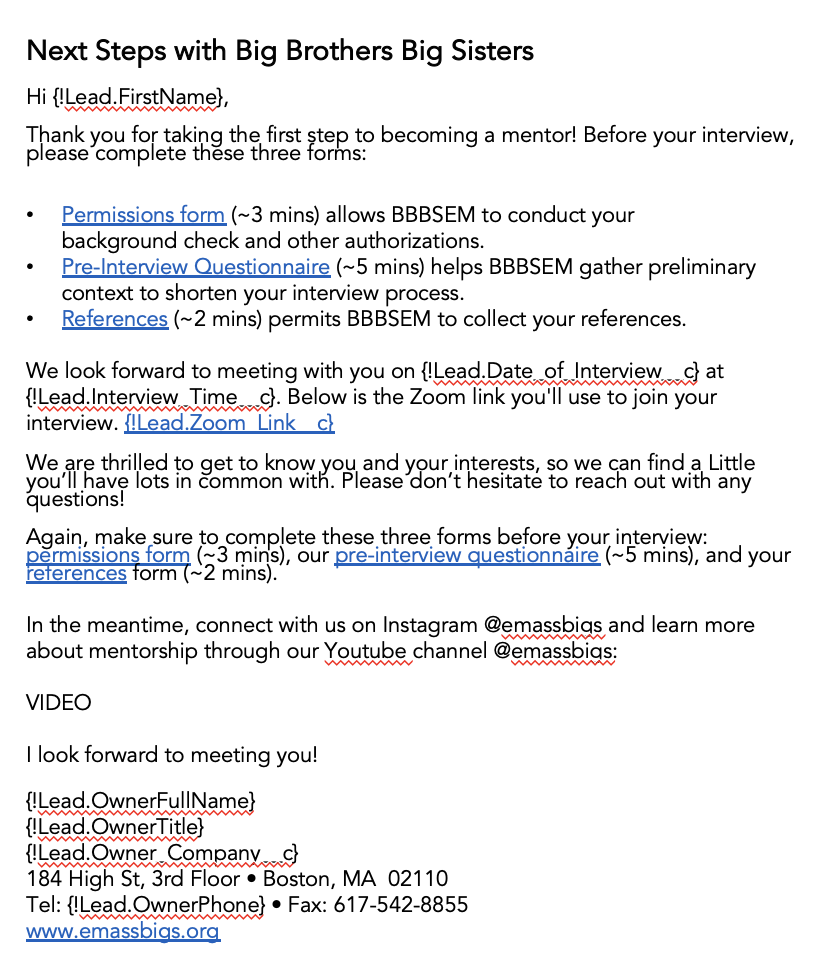 Next Steps with Big Brothers Big Sisters
Hi {!Lead.FirstName},
Thank you for taking the first step to becoming a mentor! Before your interview,
please complete these three forms:
• Permissions form (~3 mins) allows BBBSEM to conduct your
background check and other authorizations.
• Pre-Interview Questionnaire (~5 mins) helps BBBSEM gather preliminary
context to shorten your interview process.
• References (~2 mins) permits BBBSEM to collect your references.
We look forward to meeting with you on {!Lead.Date_of_Interview__c} at
{!Lead.Interview_Time__c}. Below is the Zoom link you'll use to join your
interview. {!Lead.Zoom_Link__c}
We are thrilled to get to know you and your interests, so we can find a Little
you’ll have lots in common with. Please don’t hesitate to reach out with any
questions!
Again, make sure to complete these three forms before your interview:
permissions form (~3 mins), our pre-interview questionnaire (~5 mins), and your
references form (~2 mins).
In the meantime, connect with us on Instagram @emassbigs and learn more
about mentorship through our Youtube channel @emassbigs:
VIDEO
I look forward to meeting you!
{!Lead.OwnerFullName}
{!Lead.OwnerTitle}
{!Lead.Owner_Company__c}
184 High St, 3rd Floor • Boston, MA  02110
Tel: {!Lead.OwnerPhone} • Fax: 617-542-8855
www.emassbigs.org